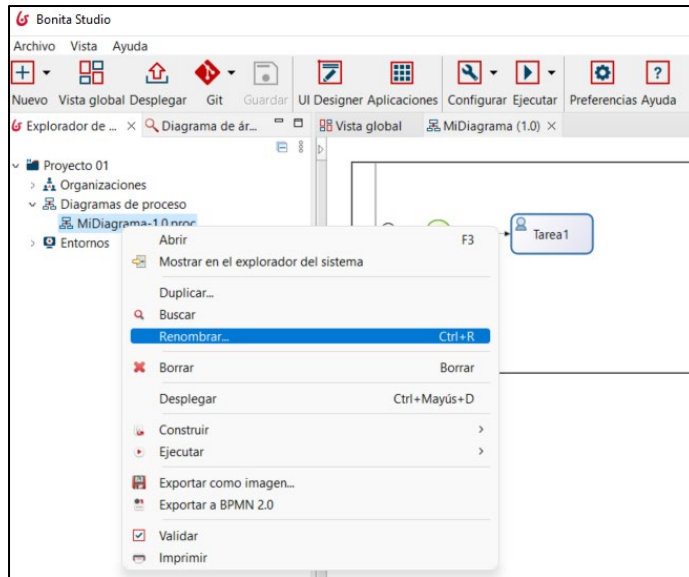 Bonita Studio
Archivo Vista Ayuda
Nuevo Vista global Desplegar Git Guardar UI Designer Aplicaciones Configurar Ejecutar Preferencias Ayuda
Explorador de ... Diagrama de ár... Vista global MiDiagrama (1.0)
Proyecto 01
Organizaciones
Diagramas de proceso
MiDiagrama-1.0.proc
Entornos
Tarea1
Abrir F3
Mostrar en el explorador del sistema
Duplicar...
Buscar
Renombrar... Ctrl+R
Borrar Borrar
Desplegar Ctrl+Mayús+D
Construir
Ejecutar
Exportar como imagen...
Exportar a BPMN 2.0
Validar
Imprimir